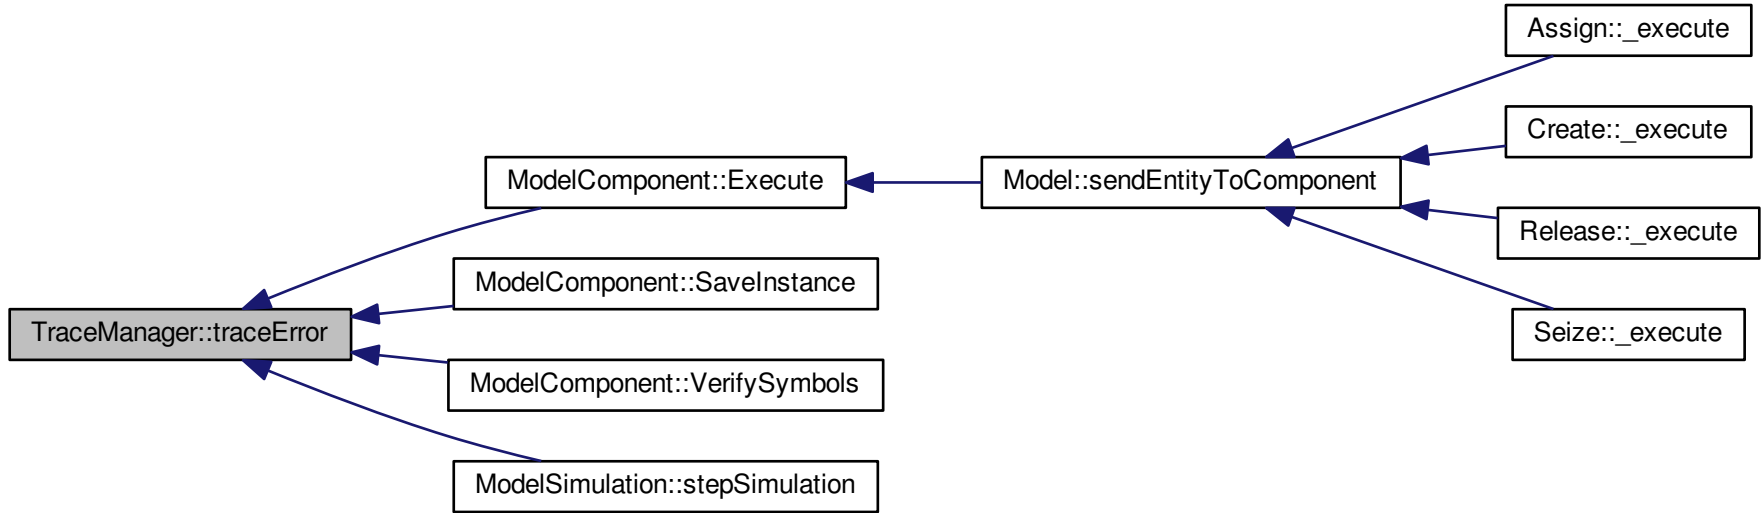 Assign::_execute
Create::_execute
ModelComponent::Execute
Model::sendEntityToComponent
Release::_execute
ModelComponent::SaveInstance
TraceManager::traceError
Seize::_execute
ModelComponent::VerifySymbols
ModelSimulation::stepSimulation